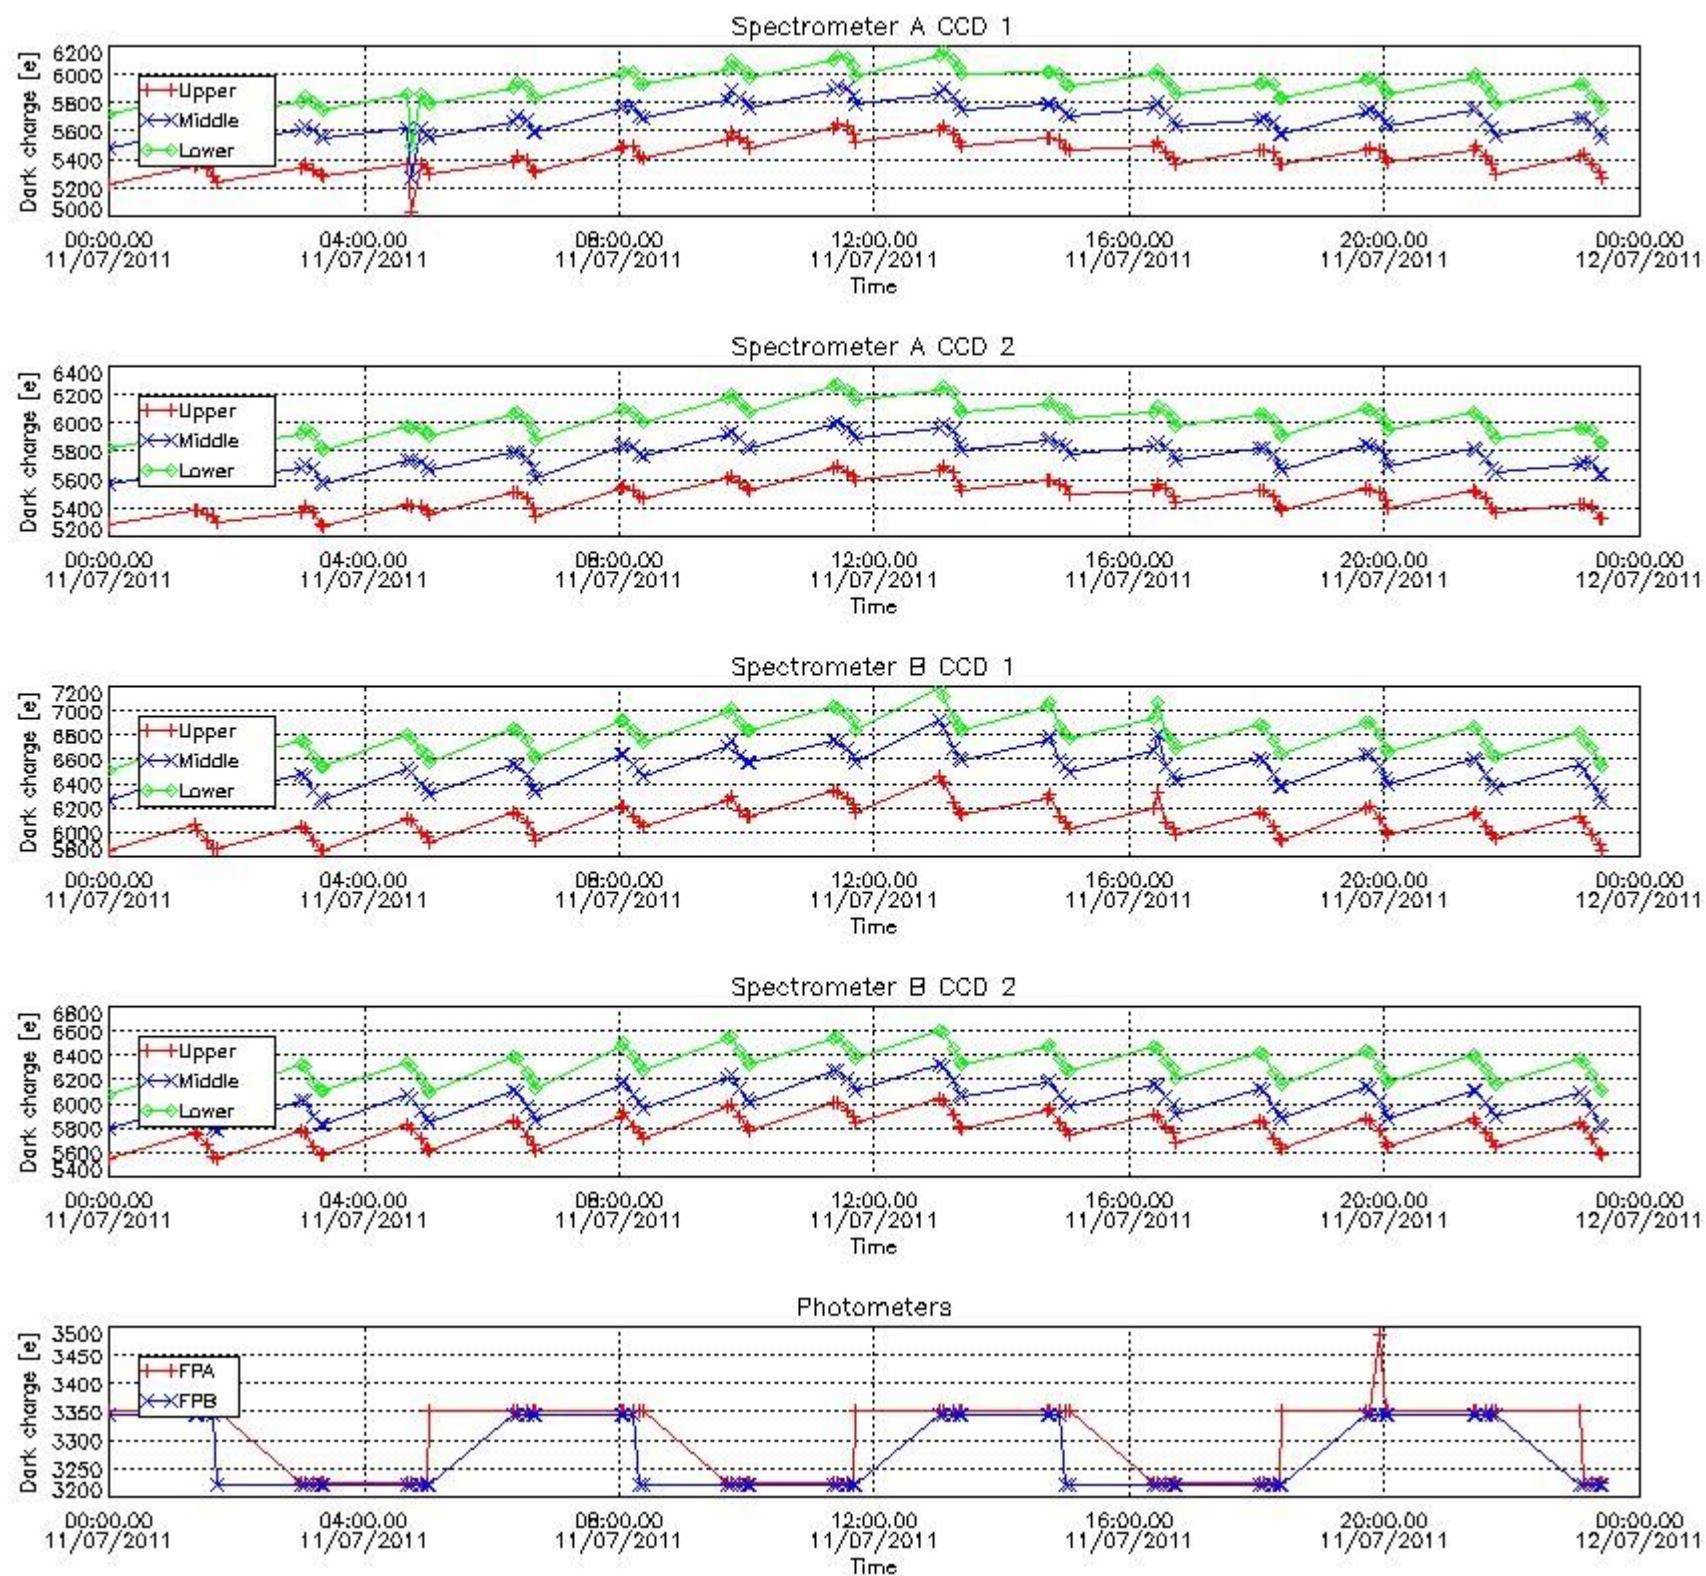 Spectrometer A CCD 1
Dark charge [e]
6200
6000
5800
5600
5400
5200
5000
Upper
Middle
Lower
00:00.00 04:00.00 08:00.00 12:00.00 16:00.00 20:00.00 00:00.00
11/07/2011 11/07/2011 11/07/2011 11/07/2011 11/07/2011 11/07/2011 12/07/2011
Time
Spectrometer A CCD 2
Dark charge [e]
6400
6200
6000
5800
5600
5400
5200
Upper
Middle
Lower
00:00.00 04:00.00 08:00.00 12:00.00 16:00.00 20:00.00 00:00.00
11/07/2011 11/07/2011 11/07/2011 11/07/2011 11/07/2011 11/07/2011 12/07/2011
Time
Spectrometer B CCD 1
Dark charge [e]
7200
7000
6800
6600
6400
6200
6000
5800
Upper
Middle
Lower
00:00.00 04:00.00 08:00.00 12:00.00 16:00.00 20:00.00 00:00.00
11/07/2011 11/07/2011 11/07/2011 11/07/2011 11/07/2011 11/07/2011 12/07/2011
Time
Spectrometer B CCD 2
Dark charge [e]
6800
6600
6400
6200
6000
5800
5600
5400
Upper
Middle
Lower
00:00.00 04:00.00 08:00.00 12:00.00 16:00.00 20:00.00 00:00.00
11/07/2011 11/07/2011 11/07/2011 11/07/2011 11/07/2011 11/07/2011 12/07/2011
Time
Photometers
Dark charge [e]
3500
3450
3400
3350
3300
3250
3200
FPA
FPB
00:00.00 04:00.00 08:00.00 12:00.00 16:00.00 20:00.00 00:00.00
11/07/2011 11/07/2011 11/07/2011 11/07/2011 11/07/2011 11/07/2011 12/07/2011
Time